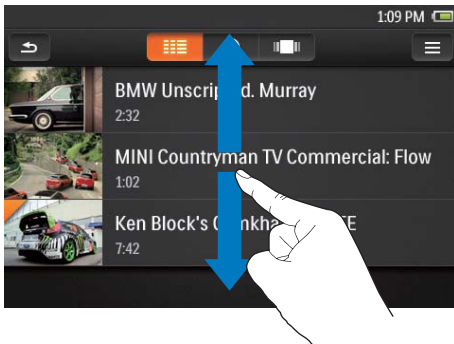 1:09 PM
BMW Unscrip d. Murray
2:32
MINI Countryman TV Commercial: Flow
1:02
Ken Block's G mkha E
7:42